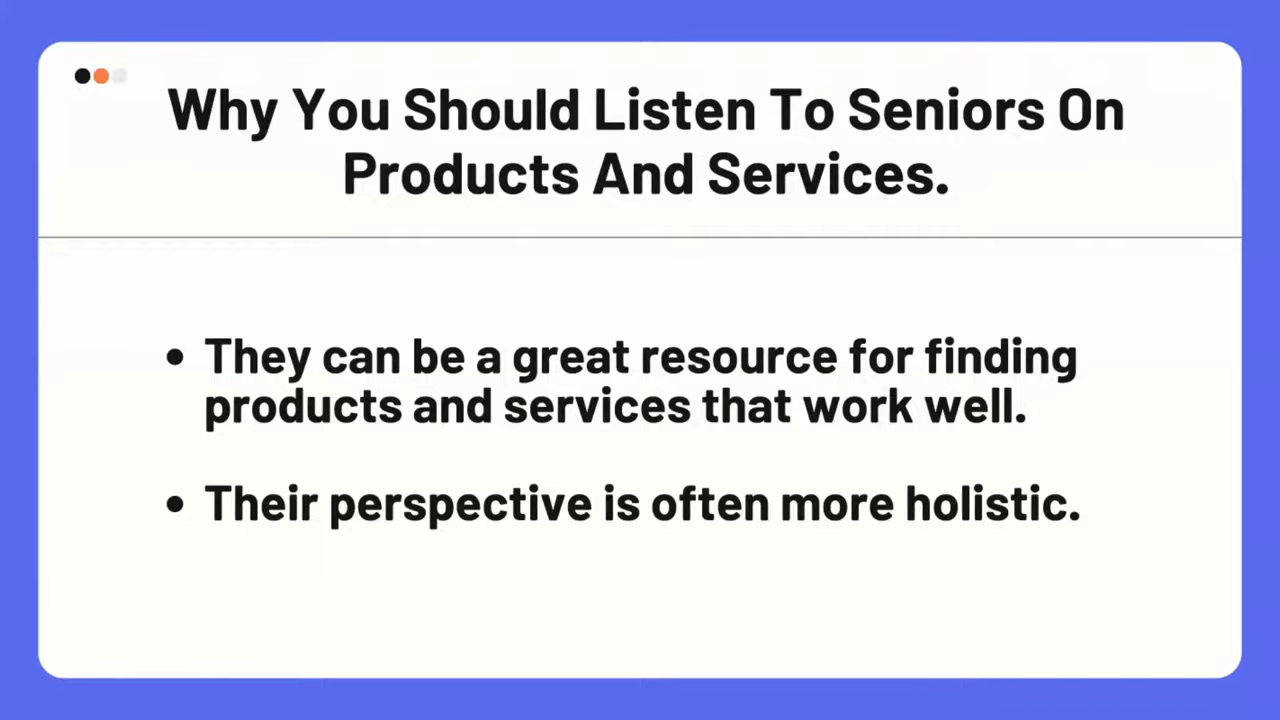 Why You Should Listen To Seniors On
Products And Services.
• They can be a great resource for finding
products and services that work well.
• Their perspective is often more holistic.